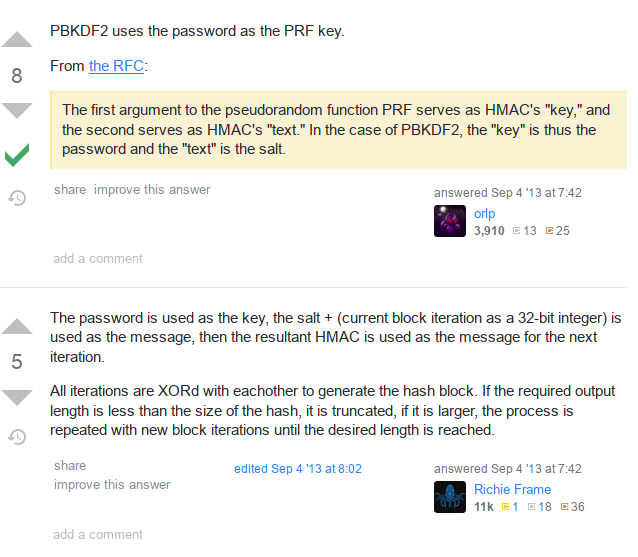 PBKDF2 uses the password as the PRF key.
8
From the RFC:
The first argument to the pseudorandom function PRF serves as HMAC's "key," and
the second serves as HMAC's "text." In the case of PBKDF2, the "key" is thus the
password and the "text" is the salt.
share improve this answer
answered Sep 4 '13 at 7:42
orlp
3,910 13 25
add a comment
The password is used as the key, the salt + (current block iteration as a 32-bit integer) is
used as the message, then the resultant HMAC is used as the message for the next
iteration.
5
All iterations are XORd with eachother to generate the hash block. If the required output
length is less than the size of the hash, it is truncated, if it is larger, the process is
repeated with new block iterations until the desired length is reached.
share
improve this answer
edited Sep 4 '13 at 8:02
answered Sep 4 '13 at 7:42
Richie Frame
11k 1 18 36
add a comment